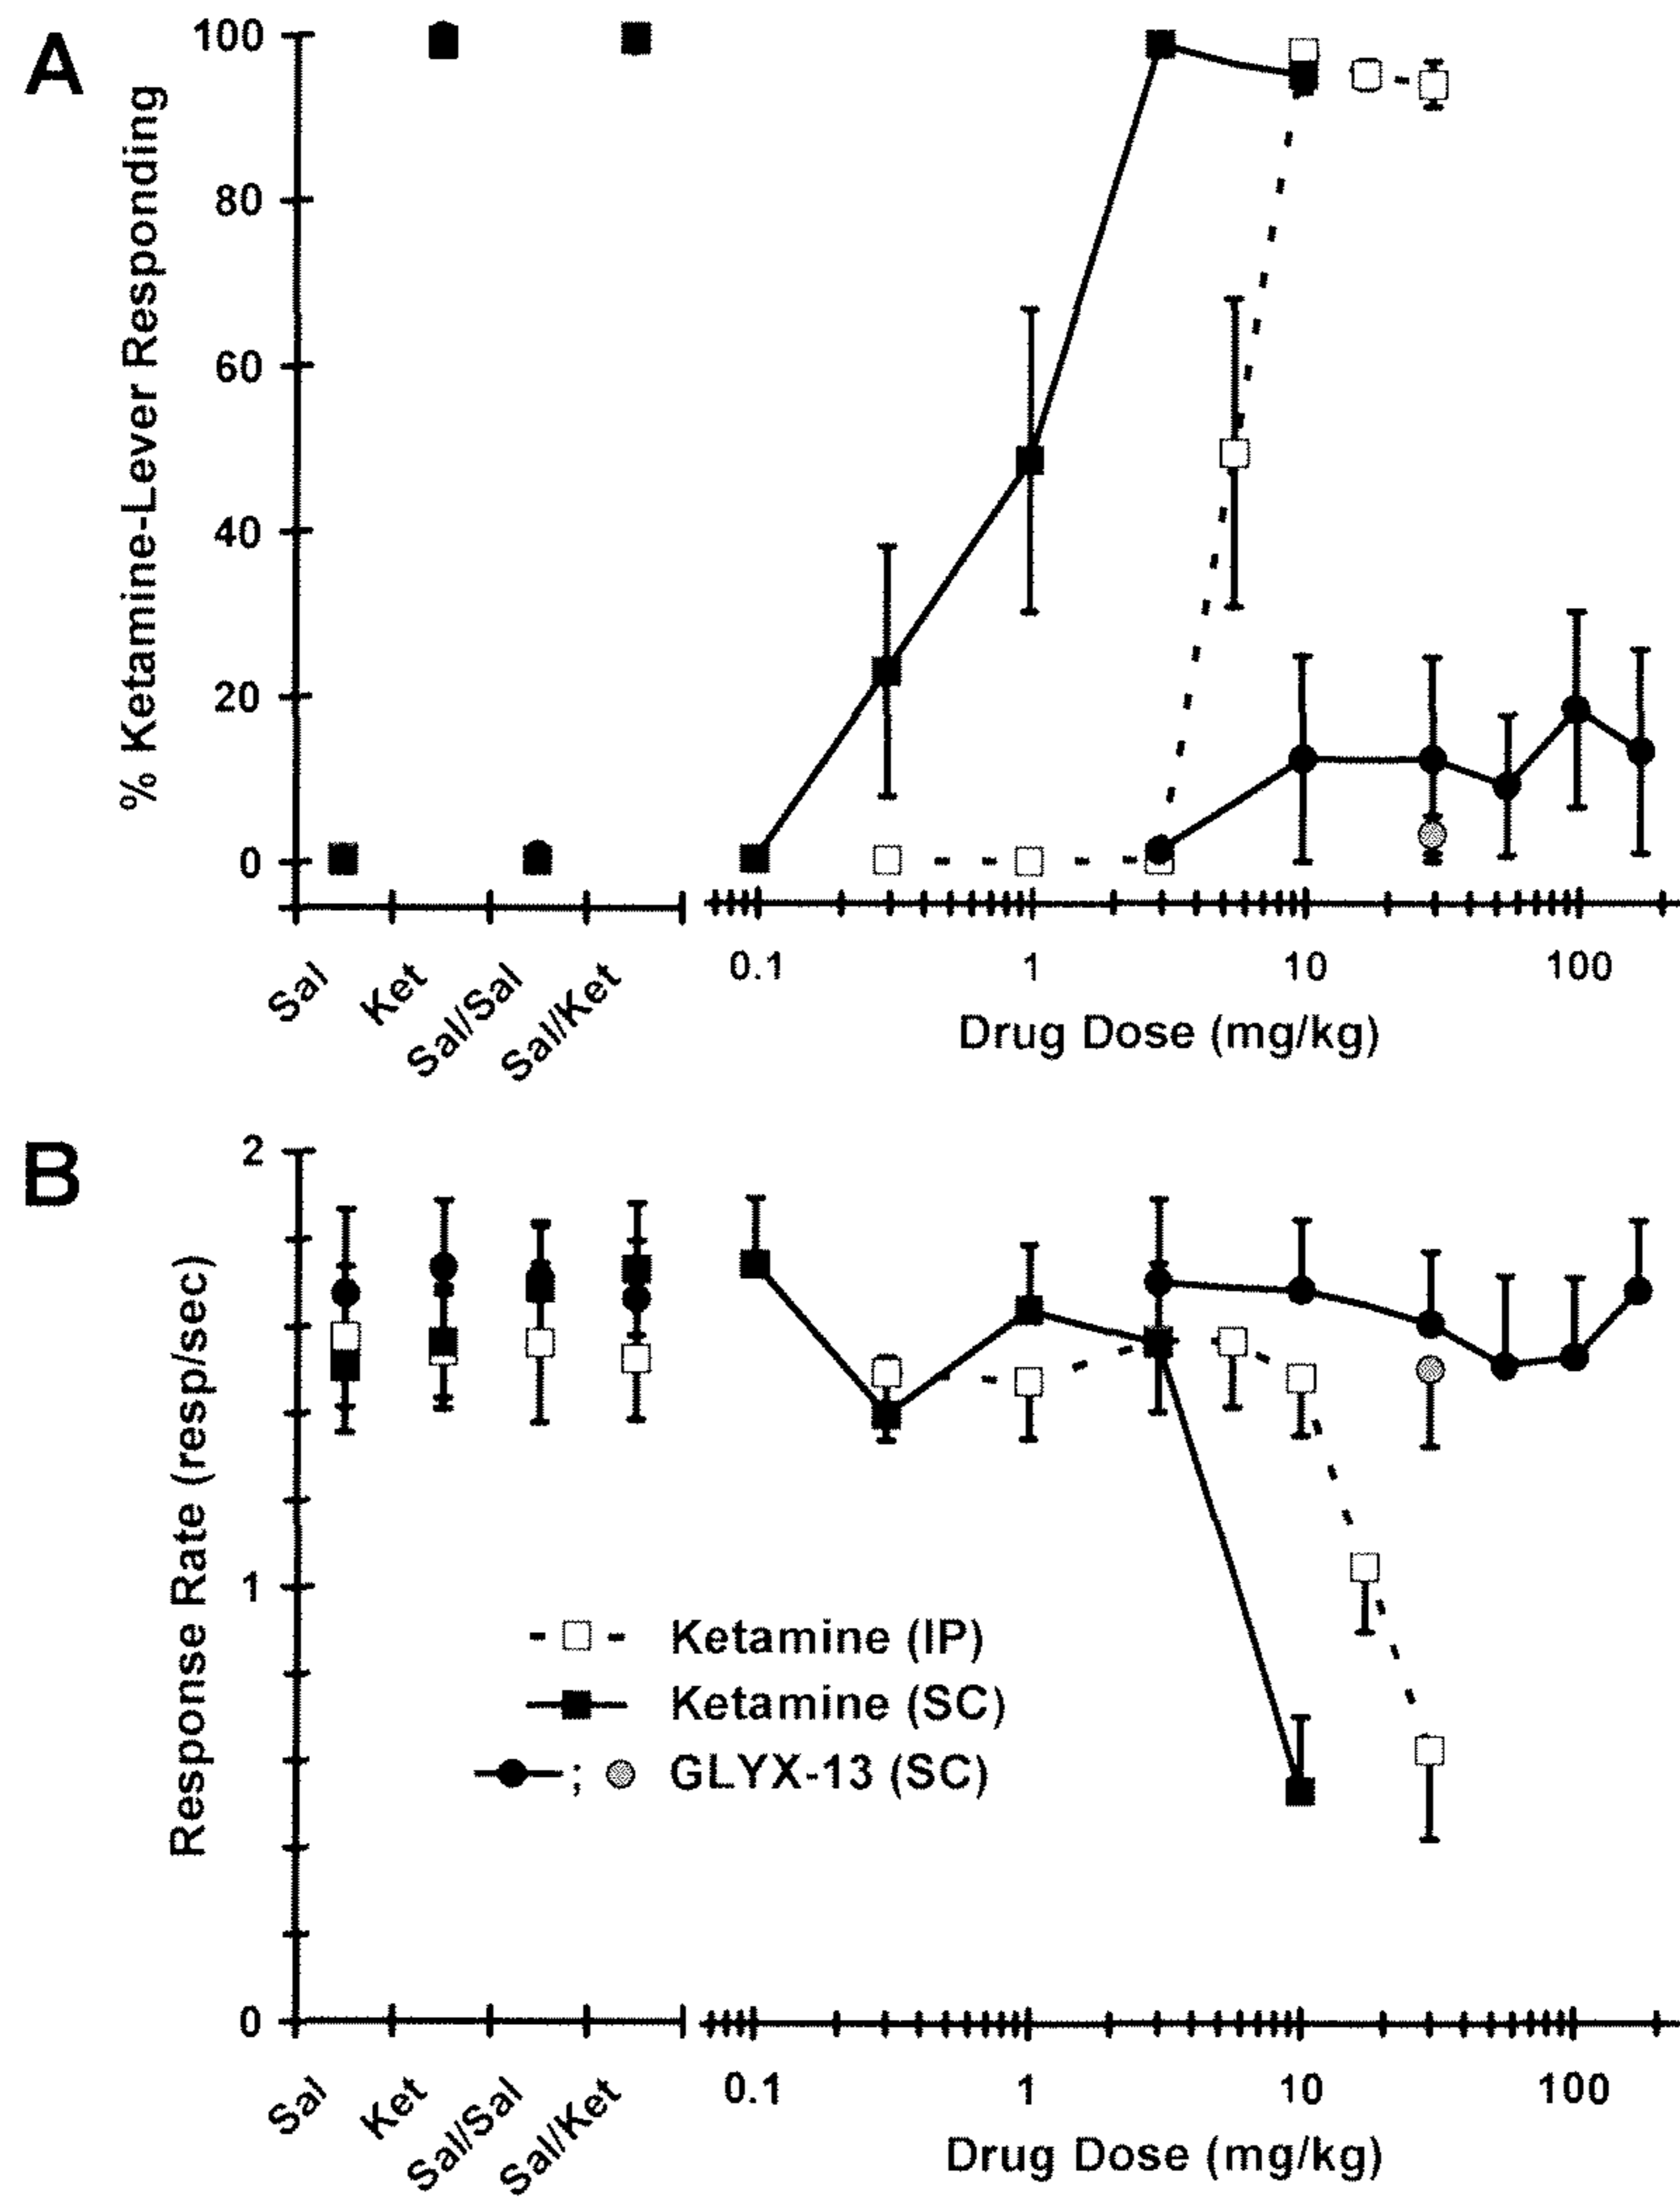 A
% Ketamine-Lever Responding
100
80
60
40
20
0
Sal
Ket
Sal/Sal
Sal/Ket
0.1
1
10
100
Drug Dose (mg/kg)
B
Response Rate (resp/sec)
2
1
0
Ketamine (IP)
Ketamine (SC)
; GLYX-13 (SC)
Sal
Ket
Sal/Sal
Sal/Ket
0.1
1
10
100
Drug Dose (mg/kg)